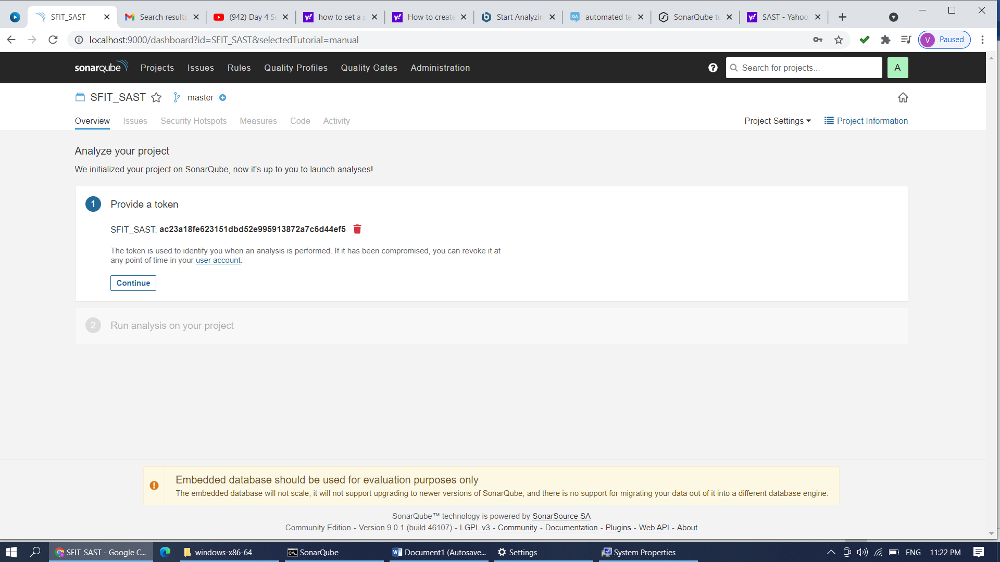 SFIT_SAST
Search results
(942) Day 4 Se
how to set a p
How to create
Start Analyzin
automated te
SonarQube tu
SAST - Yahoo
localhost:9000/dashboard?id=SFIT_SAST&selectedTutorial=manual
V Paused
sonarqube Projects Issues Rules Quality Profiles Quality Gates Administration
Search for projects...
A
SFIT_SAST master
Overview Issues Security Hotspots Measures Code Activity
Project Settings Project Information
Analyze your project
We initialized your project on SonarQube, now it's up to you to launch analyses!
1 Provide a token
SFIT_SAST: ac23a18fe623151dbd52e995913872a7c6d44ef5
The token is used to identify you when an analysis is performed. If it has been compromised, you can revoke it at
any point of time in your user account.
Continue
2 Run analysis on your project
Embedded database should be used for evaluation purposes only
The embedded database will not scale, it will not support upgrading to newer versions of SonarQube, and there is no support for migrating your data out of it into a different database engine.
SonarQube™ technology is powered by SonarSource SA
Community Edition - Version 9.0.1 (build 46107) - LGPL v3 - Community - Documentation - Plugins - Web API - About
SFIT_SAST - Google C...
windows-x86-64
SonarQube
Document1 (Autosave...
Settings
System Properties
ENG
11:22 PM